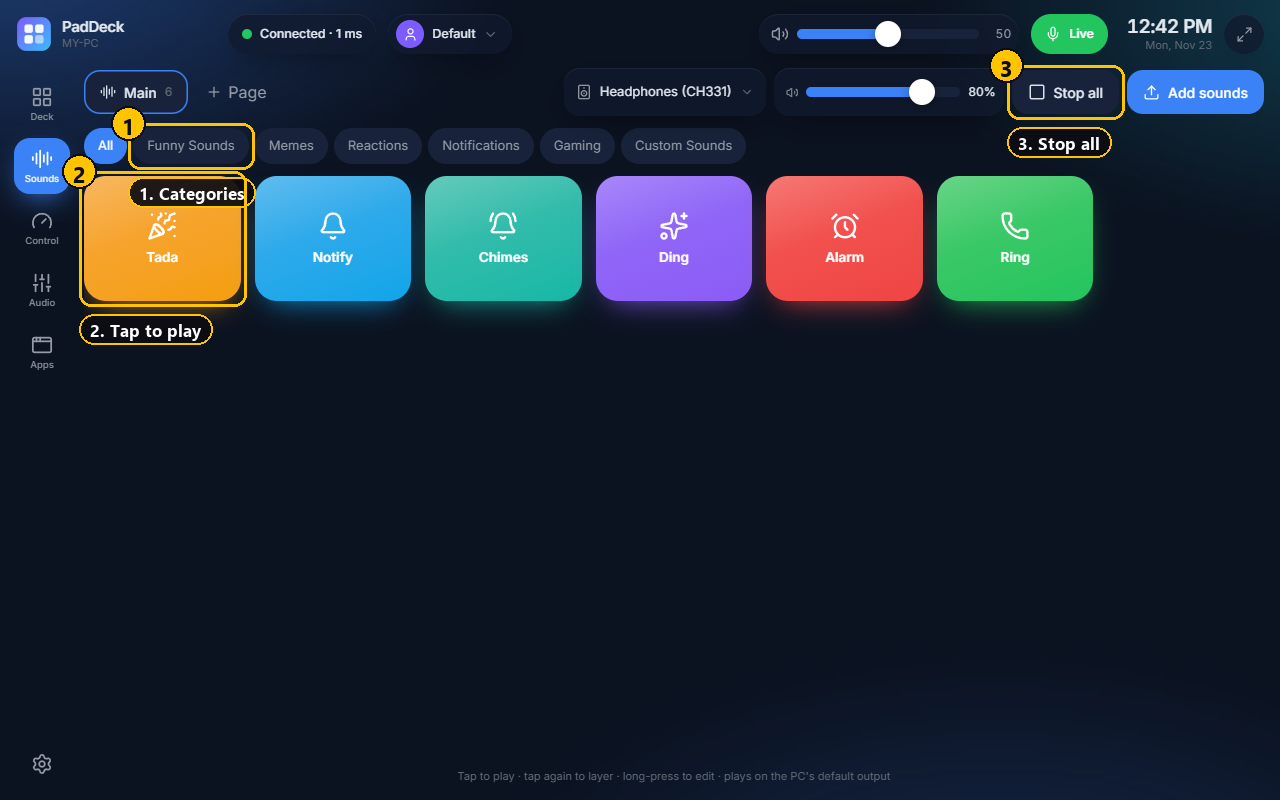 PadDeck
MY-PC
Connected · 1 ms
Default
50
Live
12:42 PM
Mon, Nov 23
Deck
Sounds
Control
Audio
Apps
Main 6
+ Page
Headphones (CH331)
80%
3
Stop all
Add sounds
3. Stop all
1
All
Funny Sounds
Memes
Reactions
Notifications
Gaming
Custom Sounds
2
1. Categories
Tada
Notify
Chimes
Ding
Alarm
Ring
2. Tap to play
Tap to play · tap again to layer · long-press to edit · plays on the PC's default output